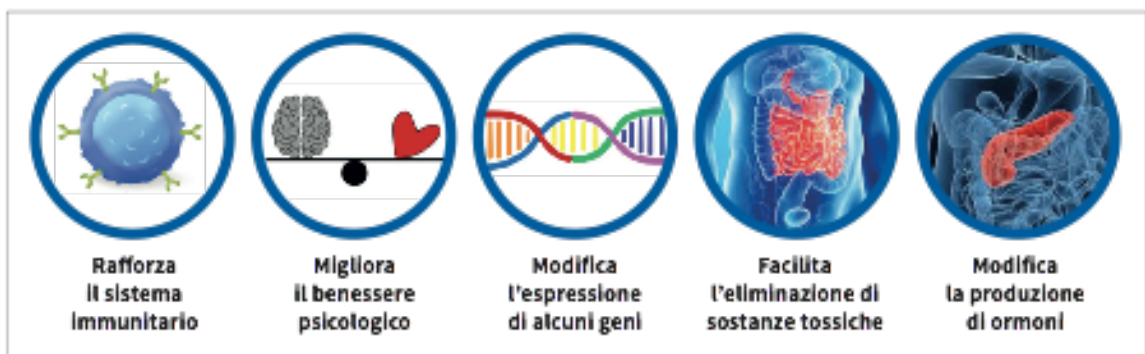 Rafforza
il sistema
immunitario
Migliora
il benessere
psicologico
Modifica
l'espressione
di alcuni geni
Facilita
l'eliminazione di
sostanze tossiche
Modifica
la produzione
di ormoni